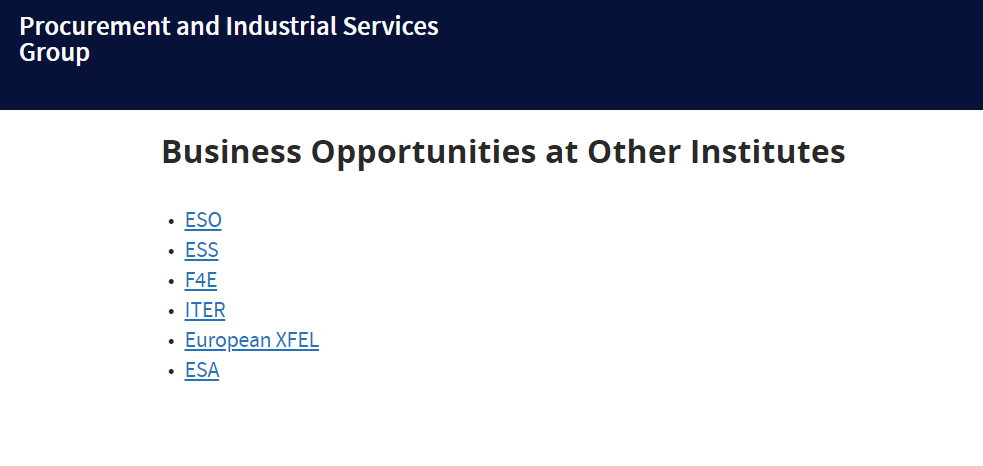 Procurement and Industrial Services
Group
Business Opportunities at Other Institutes
• ESO
• ESS
• F4E
• ITER
• European XFEL
• ESA